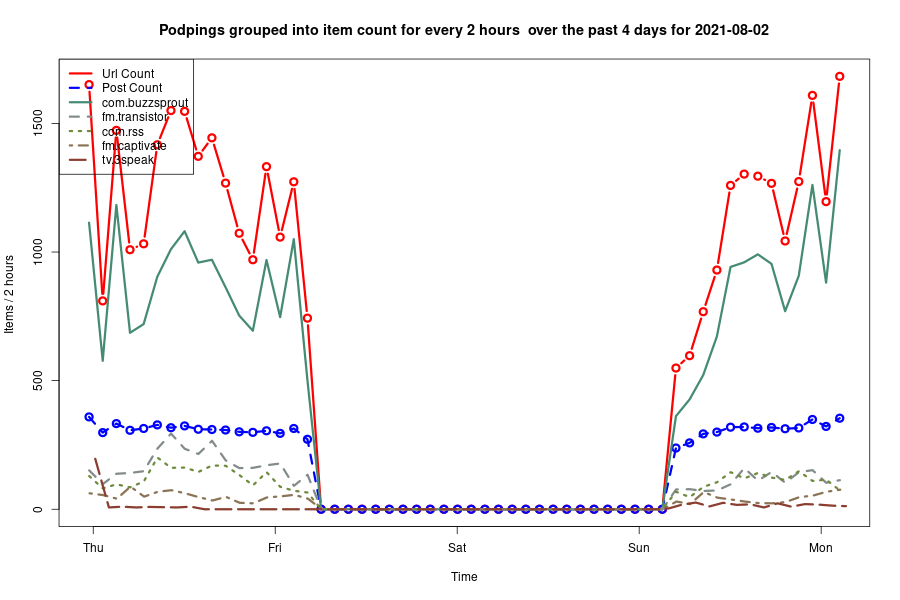 Podpings grouped into item count for every 2 hours  over the past 4 days for 2021-08-02
Url Count
Post Count
com.buzzsprout
fm.transistor
com.rss
fm.captivate
tv.3speak
Items / 2 hours
1500
1000
500
0
Thu Fri Sat Sun Mon
Time